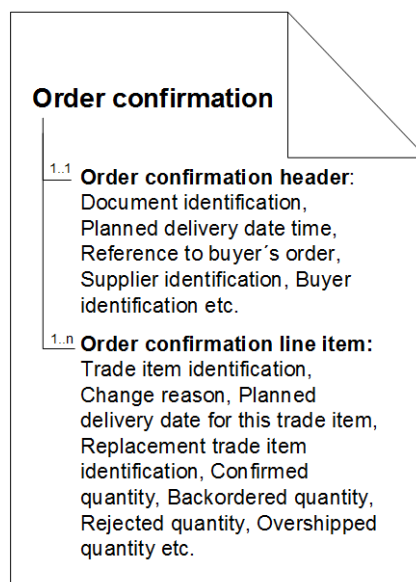 Order confirmation
1..1
Order confirmation header:
Document identification,
Planned delivery date time,
Reference to buyer´s order,
Supplier identification, Buyer
identification etc.
1..n
Order confirmation line item:
Trade item identification,
Change reason, Planned
delivery date for this trade item,
Replacement trade item
identification, Confirmed
quantity, Backordered quantity,
Rejected quantity, Overshipped
quantity etc.